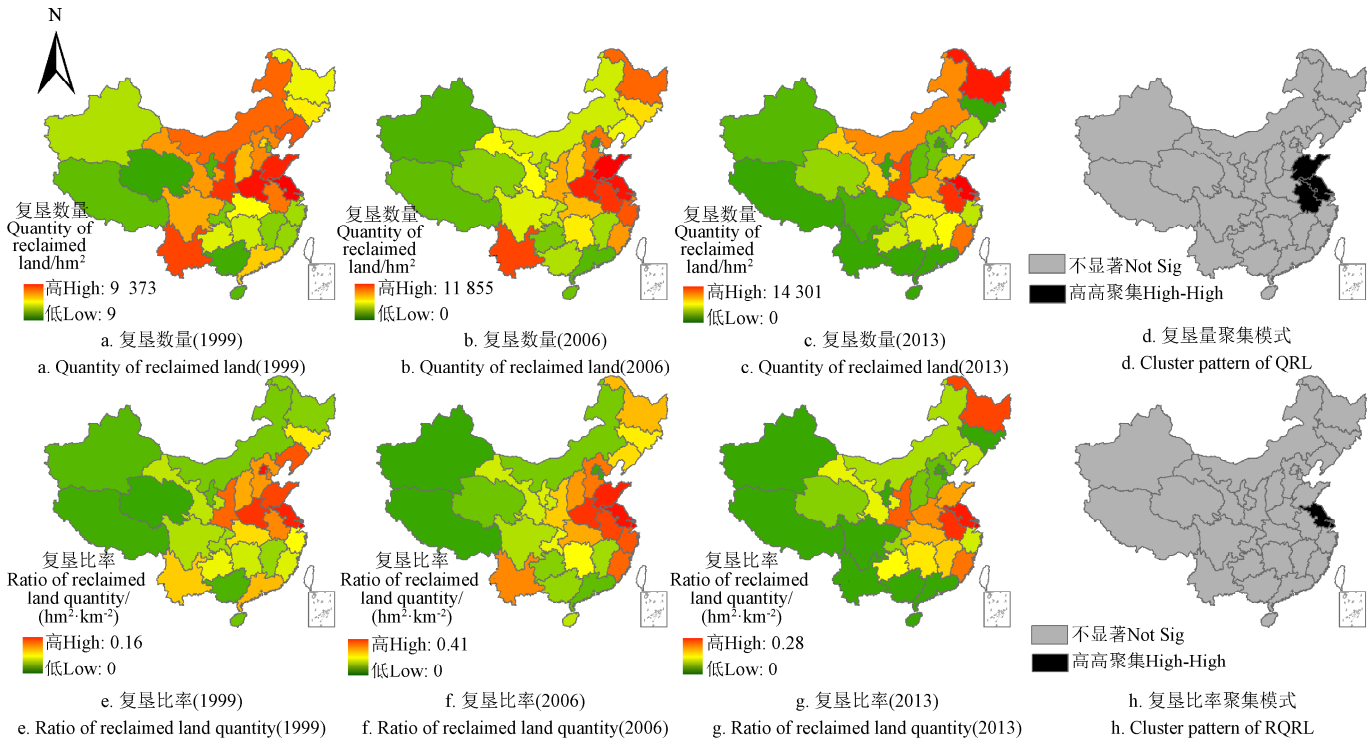 N
复垦数量
Quantity of
reclaimed
land/hm²
高High: 9 373
低Low: 9
a. 复垦数量(1999)
a. Quantity of reclaimed land(1999)
复垦数量
Quantity of
reclaimed
land/hm²
高High: 11 855
低Low: 0
b. 复垦数量(2006)
b. Quantity of reclaimed land(2006)
复垦数量
Quantity of
reclaimed
land/hm²
高High: 14 301
低Low: 0
c. 复垦数量(2013)
c. Quantity of reclaimed land(2013)
不显著Not Sig
高高聚集High-High
d. 复垦量聚集模式
d. Cluster pattern of QRL
复垦比率
Ratio of reclaimed
land quantity/
(hm²·km⁻²)
高High: 0.16
低Low: 0
e. 复垦比率(1999)
e. Ratio of reclaimed land quantity(1999)
复垦比率
Ratio of reclaimed
land quantity/
(hm²·km⁻²)
高High: 0.41
低Low: 0
f. 复垦比率(2006)
f. Ratio of reclaimed land quantity(2006)
复垦比率
Ratio of reclaimed
land quantity/
(hm²·km⁻²)
高High: 0.28
低Low: 0
g. 复垦比率(2013)
g. Ratio of reclaimed land quantity(2013)
不显著Not Sig
高高聚集High-High
h. 复垦比率聚集模式
h. Cluster pattern of RQRL